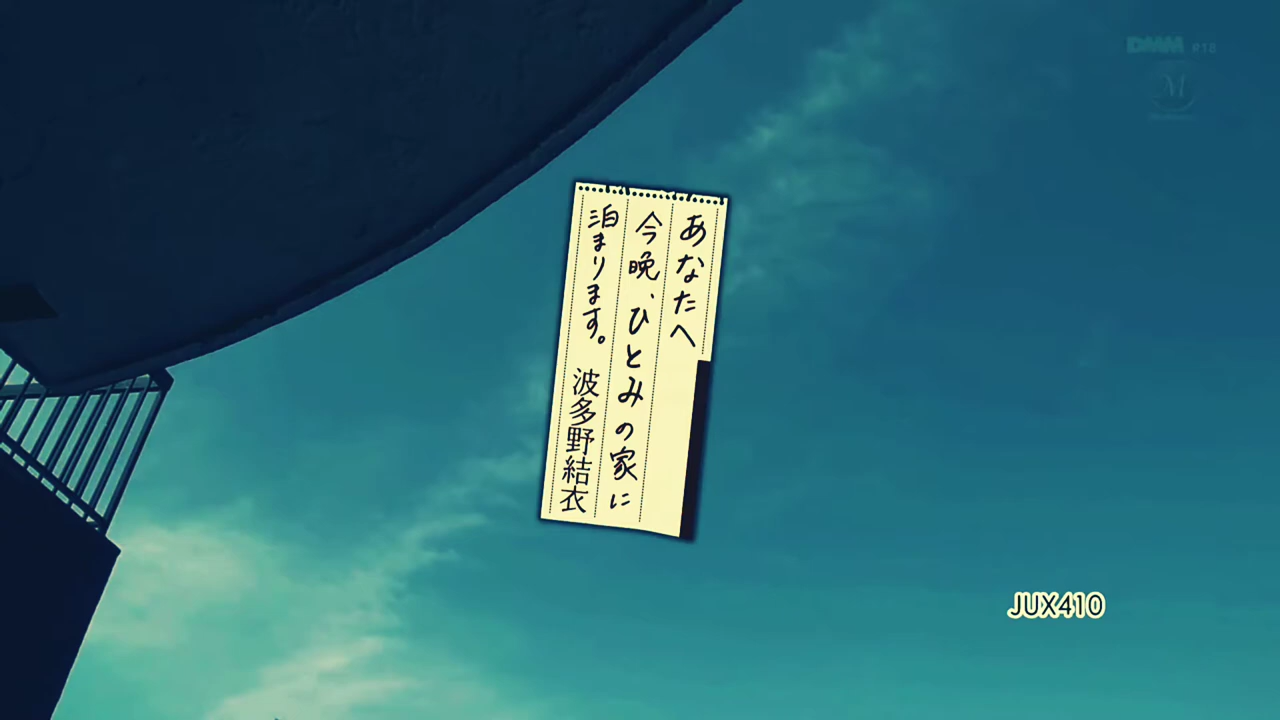 あなたへ
今晩、ひとみの家に
泊まります。
波多野結衣
DMM R18
M
JUX410